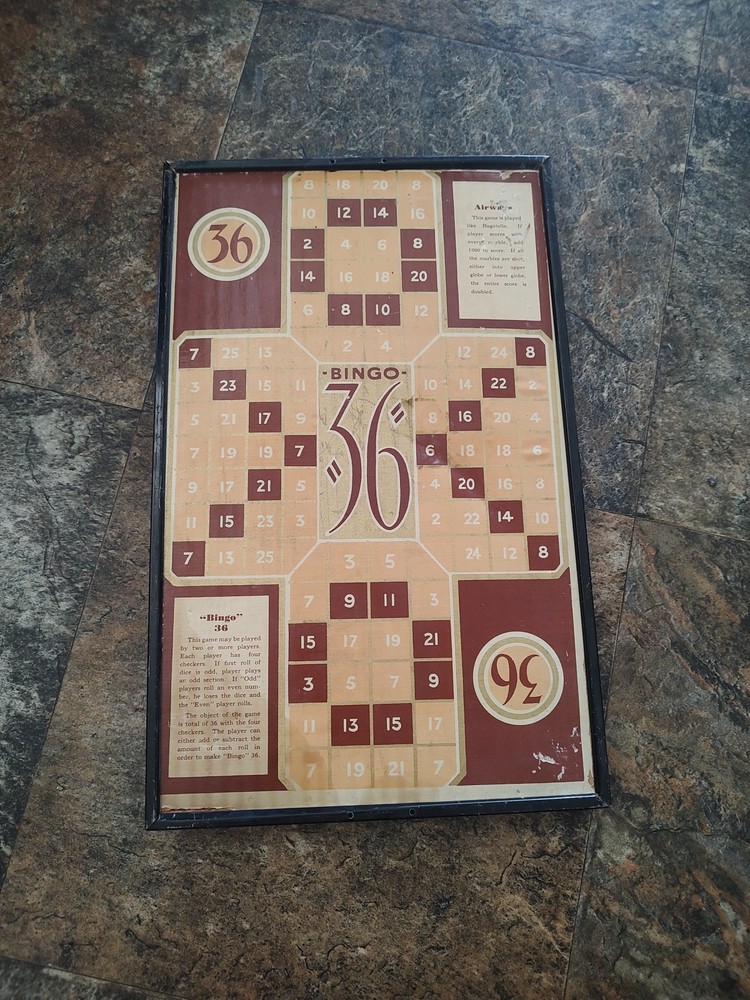 8 18 20 8
36
10 12 14 16
2 4 6 8
14 16 18 20
6 8 10 12
2 4
Airways
This game is played
like Bagatelle. If
player scores with
every marble, add
1000 to score. If all
the marbles are shot,
either into upper
globe or lower globe,
the entire score is
doubled.
7 25 13
3 23 15 11
5 21 17 9
7 19 19 7
9 17 21 5
11 15 23 3
7 13 25
-BINGO-
"36"
12 24 8
10 14 22 2
8 16 20 4
6 18 18 6
4 20 16 8
2 22 14 10
24 12 8
3 5
7 9 11 3
15 17 19 21
3 5 7 9
11 13 15 17
7 19 21 7
"Bingo"
36
This game may be played
by two or more players.
Each player has four
checkers. If first roll of
dice is odd, player plays
an odd section. If "Odd"
players roll an even num-
ber, he loses the dice and
the "Even" player rolls.
The object of the game
is total of 36 with the four
checkers. The player can
either add or subtract the
amount of each roll in
order to make "Bingo" 36.
36